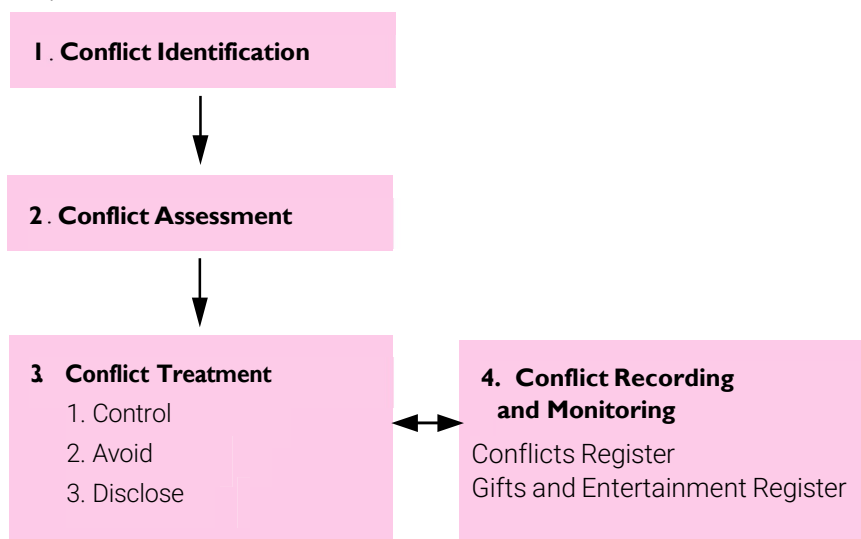 1. Conflict Identification
2. Conflict Assessment
3 Conflict Treatment
1. Control
2. Avoid
3. Disclose
4. Conflict Recording
and Monitoring
Conflicts Register
Gifts and Entertainment Register